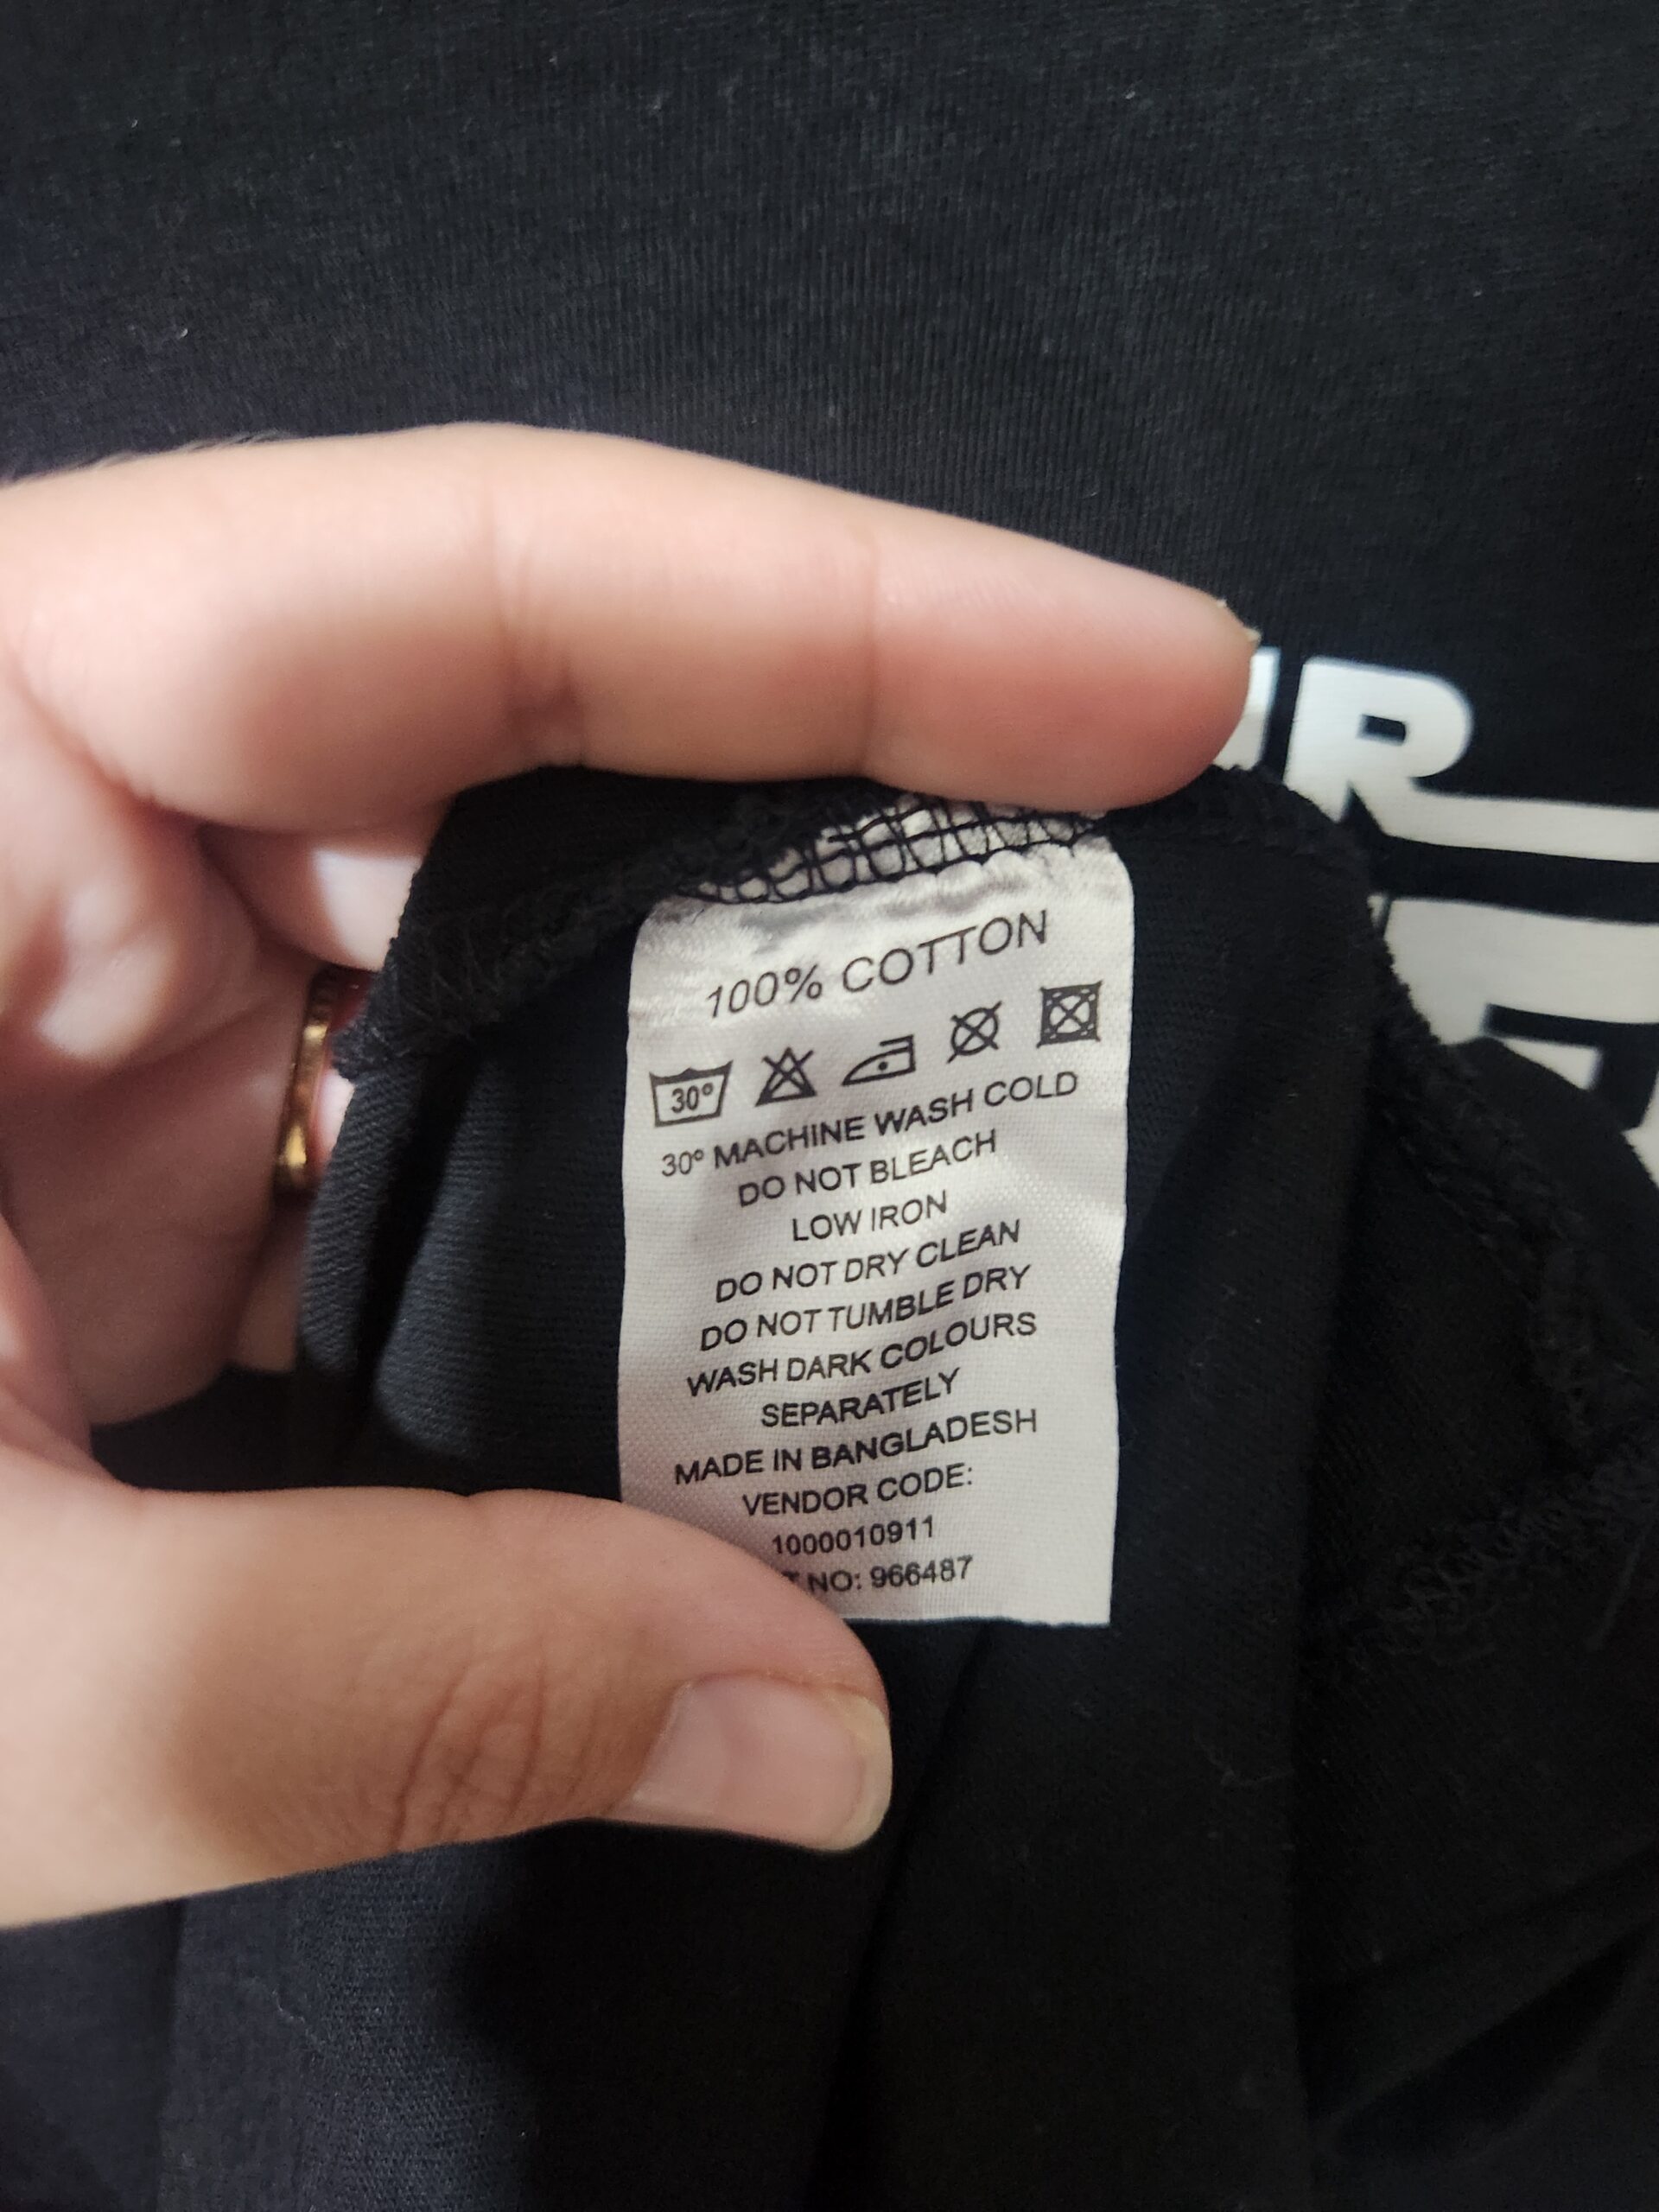 100% COTTON
30°
30º MACHINE WASH COLD
DO NOT BLEACH
LOW IRON
DO NOT DRY CLEAN
DO NOT TUMBLE DRY
WASH DARK COLOURS
SEPARATELY
MADE IN BANGLADESH
VENDOR CODE:
1000010911
NO: 966487